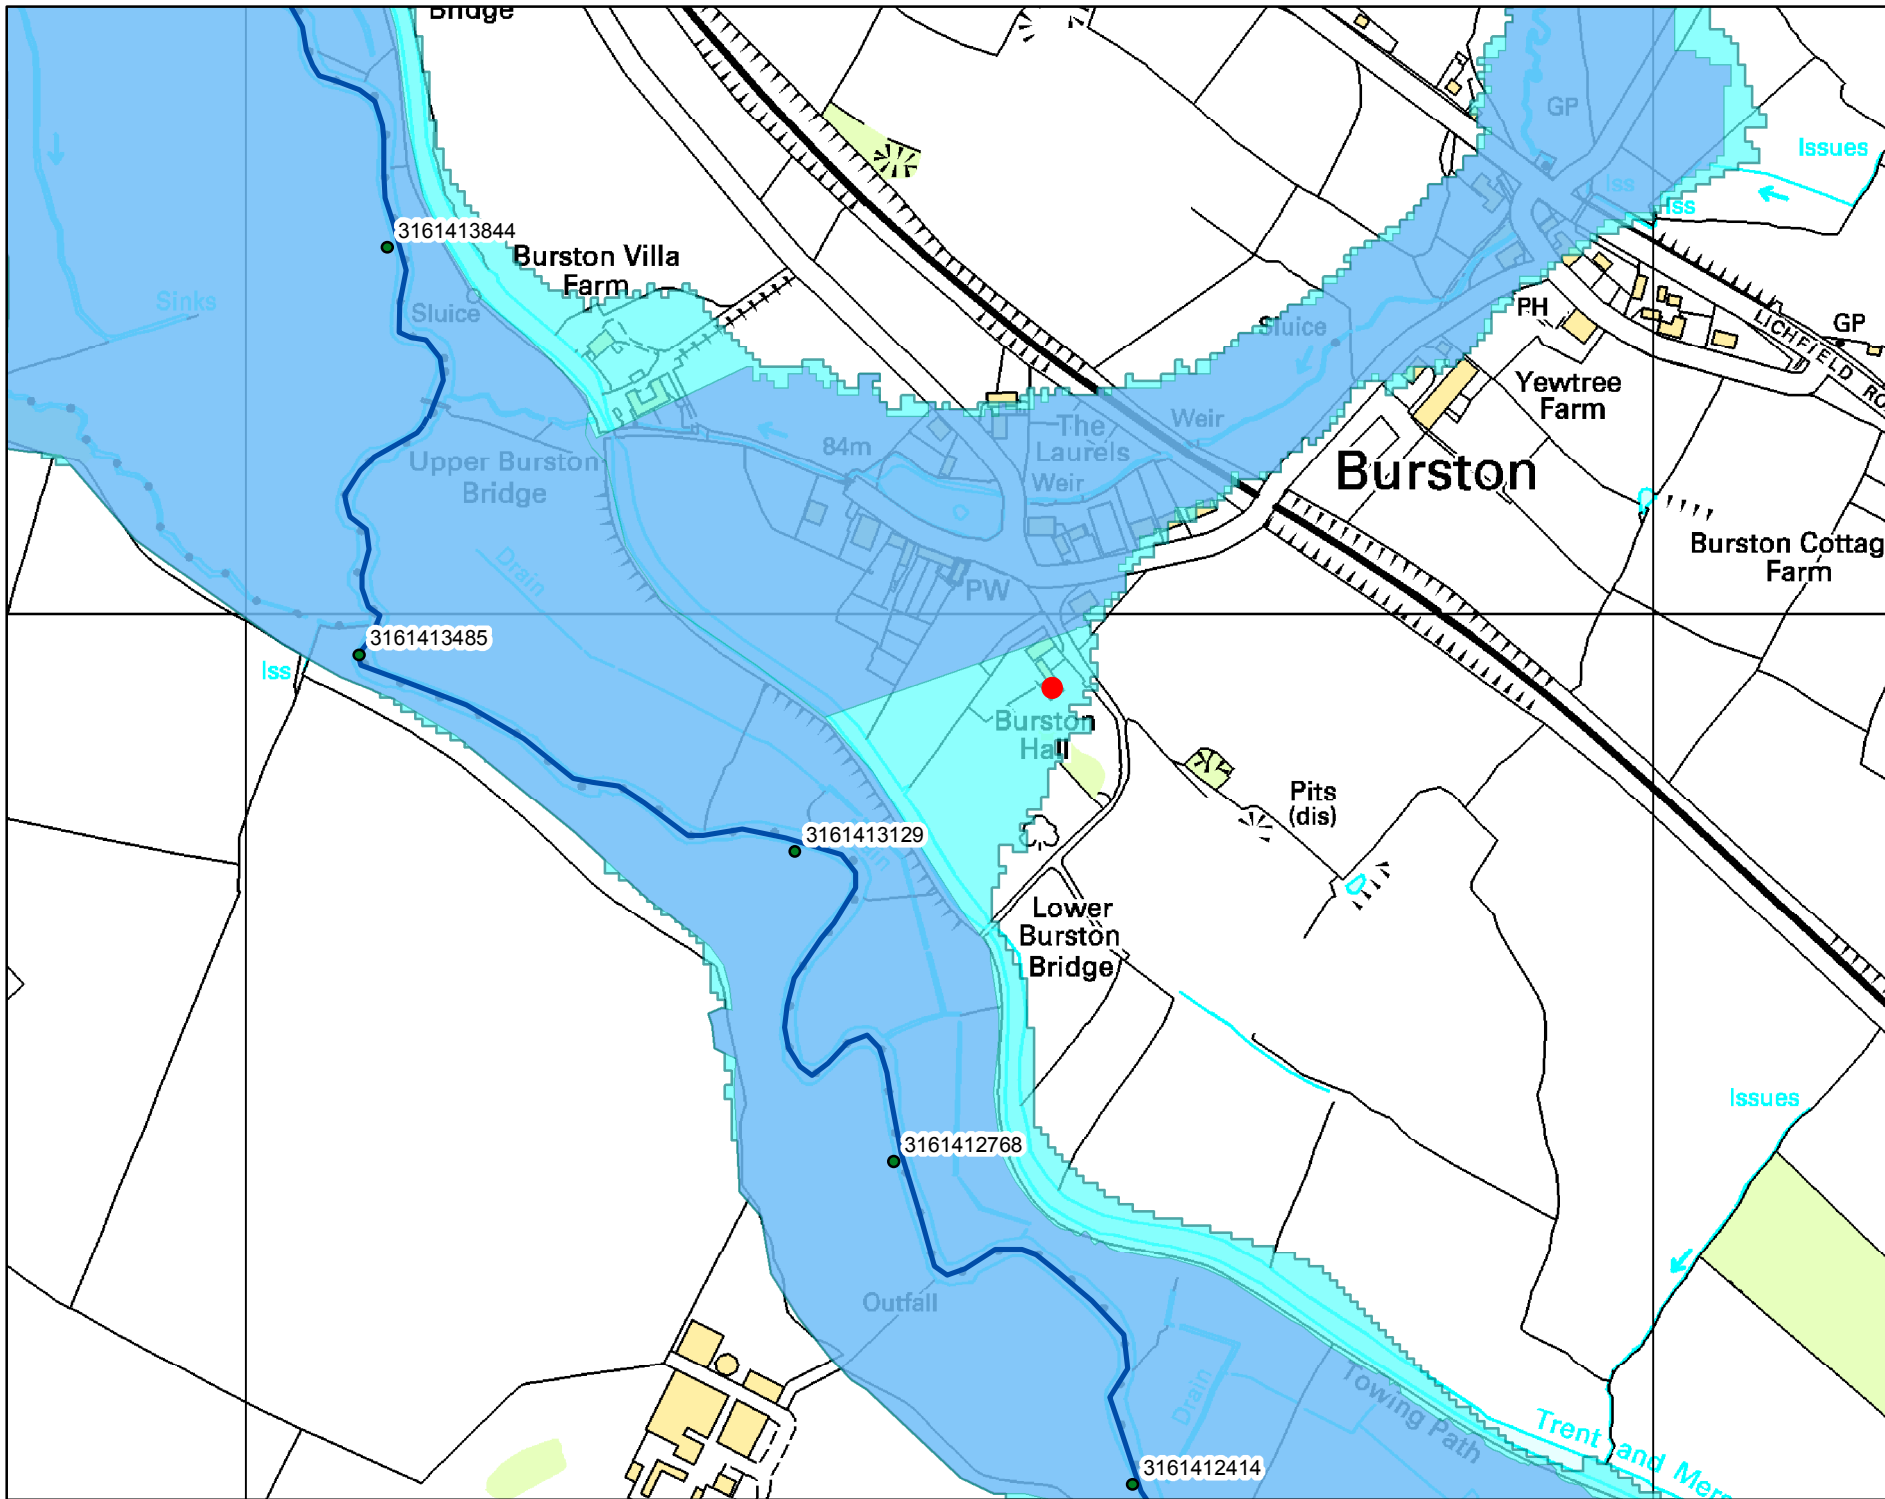 Bridge
GP
Issues
Iss
Iss
3161413844
Burston Villa
Farm
Sinks
Sluice
Sluice
PH
GP
LICHFIELD RO
Yewtree
Farm
The
Laurels
Weir
Weir
84m
Upper Burston
Bridge
Burston
Drain
Burston Cottag
Farm
PW
3161413485
Iss
Burston
Hall
Pits
(dis)
3161413129
Lower
Burston
Bridge
Issues
3161412768
Outfall
Drain
Towing Path
Trent and Mers
3161412414